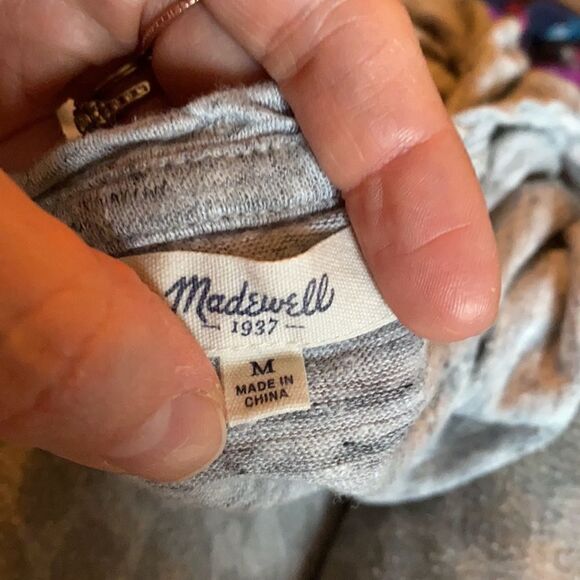 Madewell
— 1937 —
M
MADE IN
CHINA